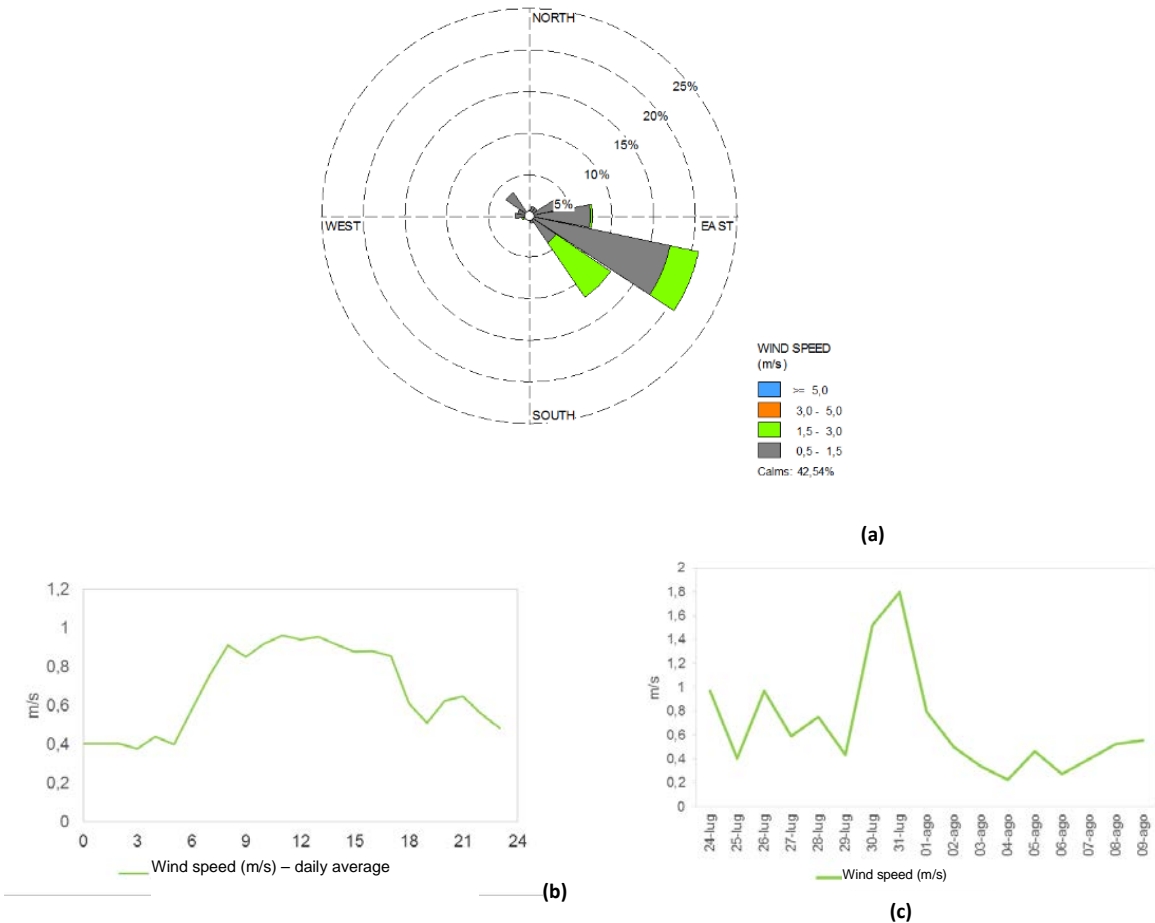 NORTH
25%
20%
15%
10%
5%
WEST
EAST
SOUTH
WIND SPEED
(m/s)
>= 5,0
3,0 - 5,0
1,5 - 3,0
0,5 - 1,5
Calms: 42,54%
(a)
1,2
1
0,8
0,6
0,4
0,2
0
m/s
0 3 6 9 12 15 18 21 24
Wind speed (m/s) – daily average
(b)
2
1,8
1,6
1,4
1,2
1
0,8
0,6
0,4
0,2
0
m/s
24-lug
25-lug
26-lug
27-lug
28-lug
29-lug
30-lug
31-lug
01-ago
02-ago
03-ago
04-ago
05-ago
06-ago
07-ago
08-ago
09-ago
Wind speed (m/s)
(c)